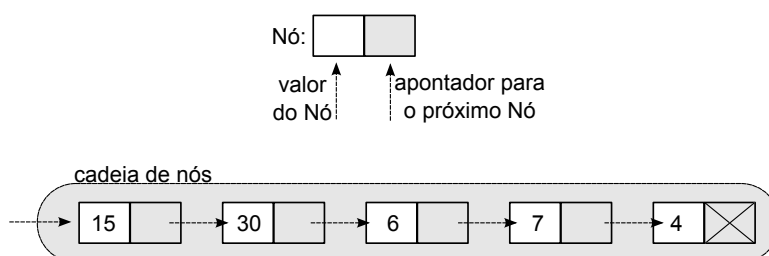 Nó:
valor
do Nó
apontador para
o próximo Nó
cadeia de nós
15 30 6 7 4